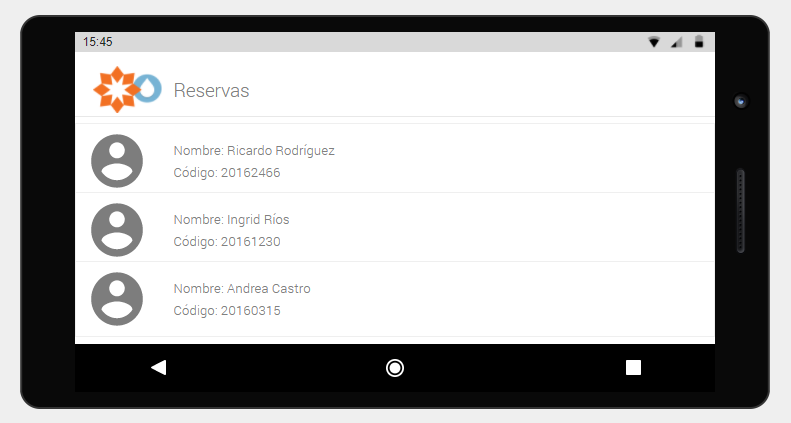 15:45
Reservas
Nombre: Ricardo Rodríguez
Código: 20162466
Nombre: Ingrid Ríos
Código: 20161230
Nombre: Andrea Castro
Código: 20160315